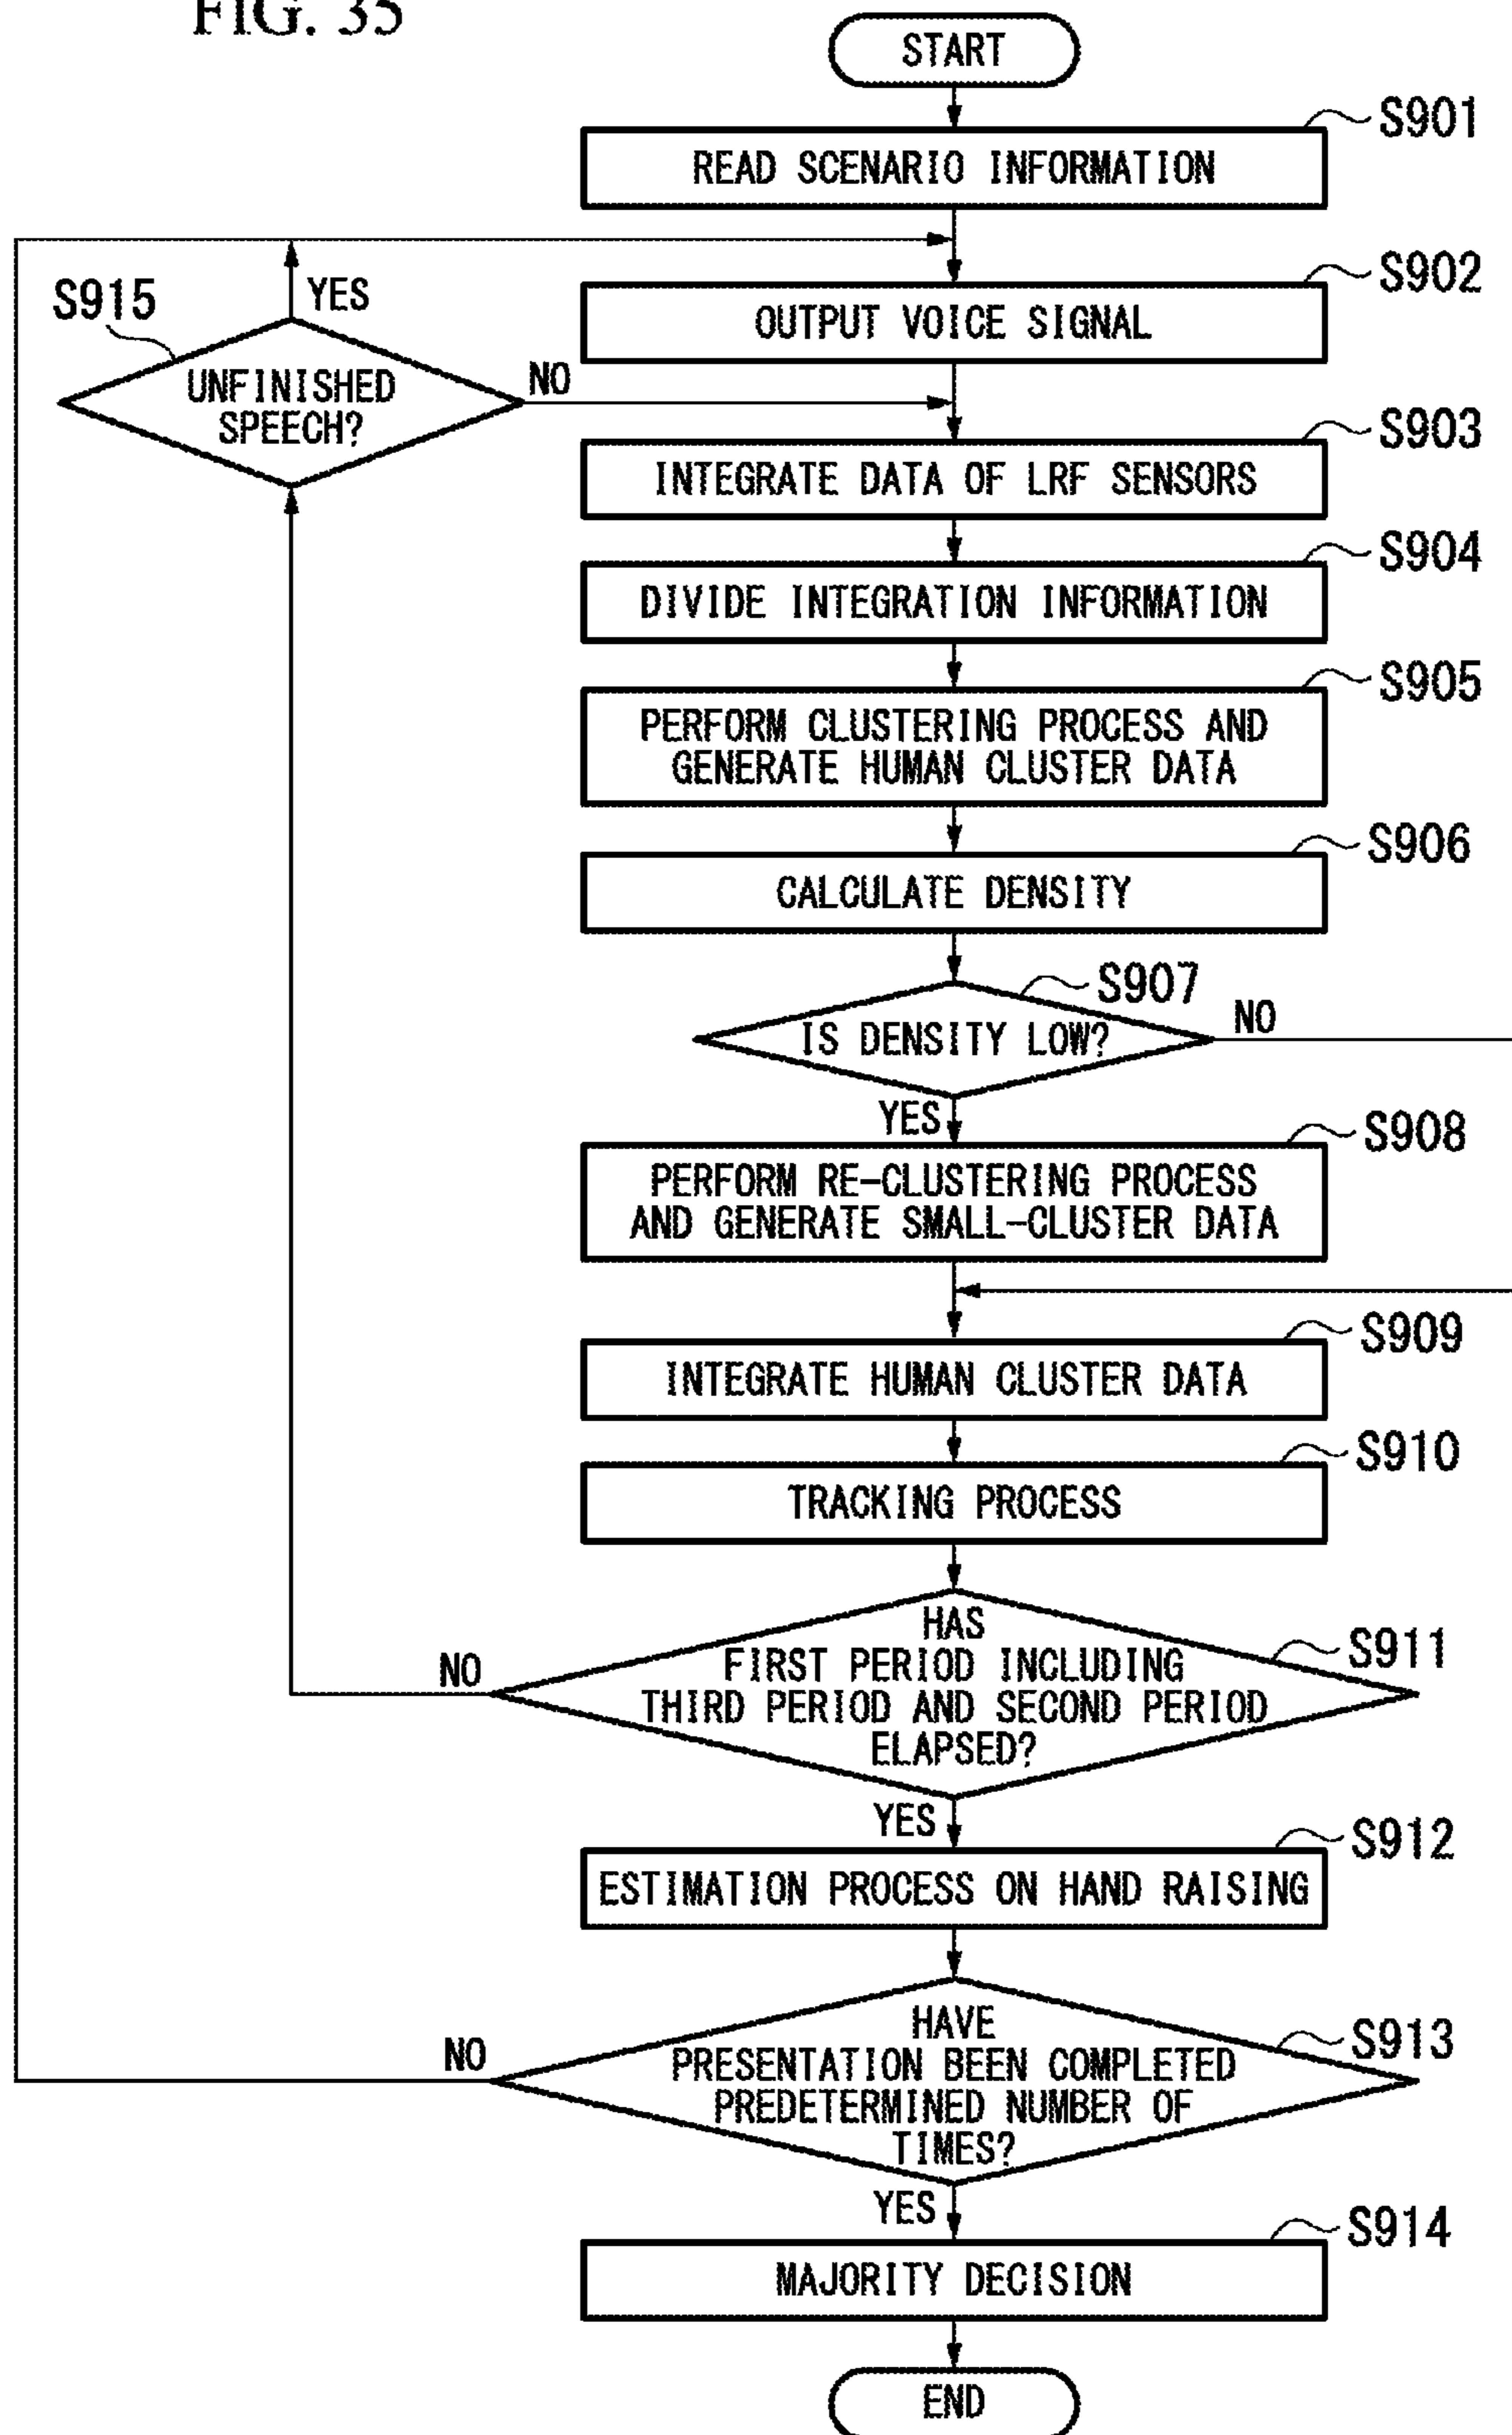 FIG. 35
START
S901
READ SCENARIO INFORMATION
S902
OUTPUT VOICE SIGNAL
S915
YES
UNFINISHED
SPEECH?
NO
S903
INTEGRATE DATA OF LRF SENSORS
S904
DIVIDE INTEGRATION INFORMATION
S905
PERFORM CLUSTERING PROCESS AND
GENERATE HUMAN CLUSTER DATA
S906
CALCULATE DENSITY
S907
IS DENSITY LOW?
NO
YES
S908
PERFORM RE-CLUSTERING PROCESS
AND GENERATE SMALL-CLUSTER DATA
S909
INTEGRATE HUMAN CLUSTER DATA
S910
TRACKING PROCESS
S911
HAS
FIRST PERIOD INCLUDING
THIRD PERIOD AND SECOND PERIOD
ELAPSED?
NO
YES
S912
ESTIMATION PROCESS ON HAND RAISING
S913
HAVE
PRESENTATION BEEN COMPLETED
PREDETERMINED NUMBER OF
TIMES?
NO
YES
S914
MAJORITY DECISION
END